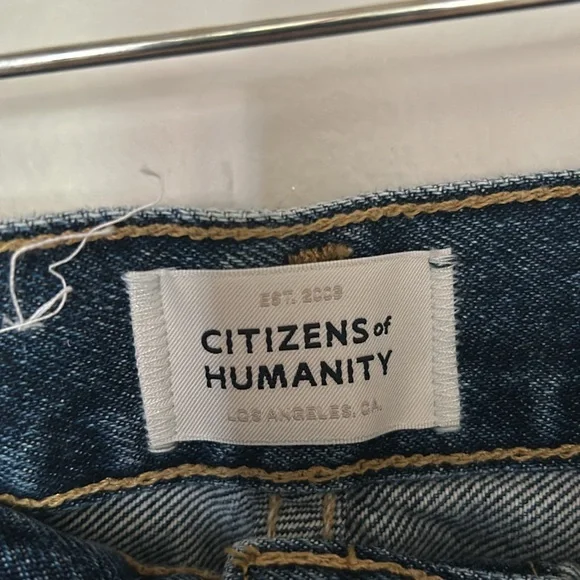 EST. 2003
CITIZENS of
HUMANITY
LOS ANGELES, CA.